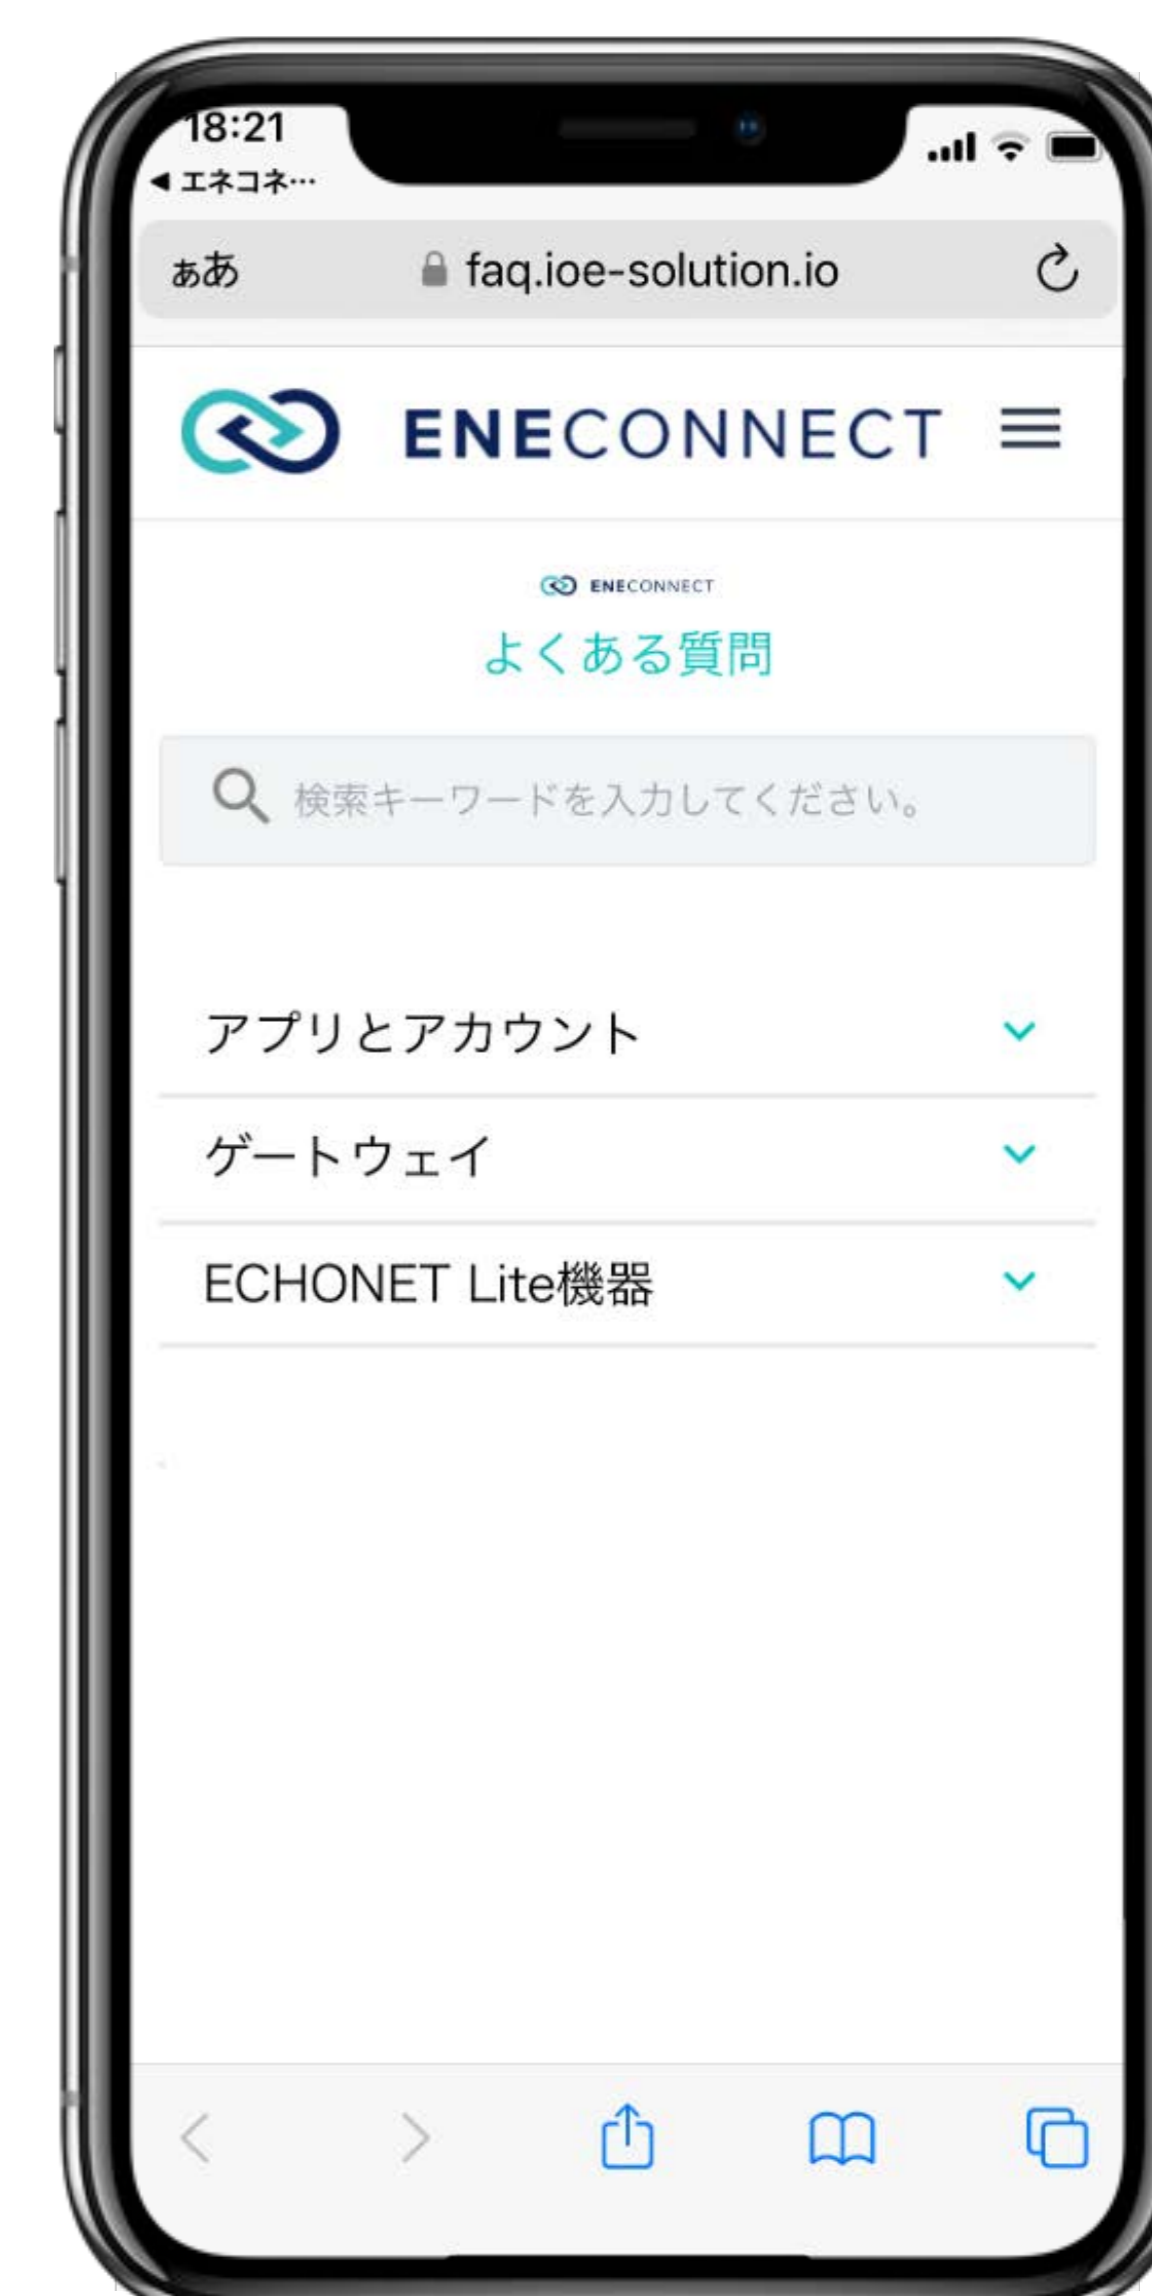 18:21
◀ エネコネ…
ぁあ faq.ioe-solution.io
ENECONNECT
ENECONNECT
よくある質問
検索キーワードを入力してください。
アプリとアカウント
ゲートウェイ
ECHONET Lite機器